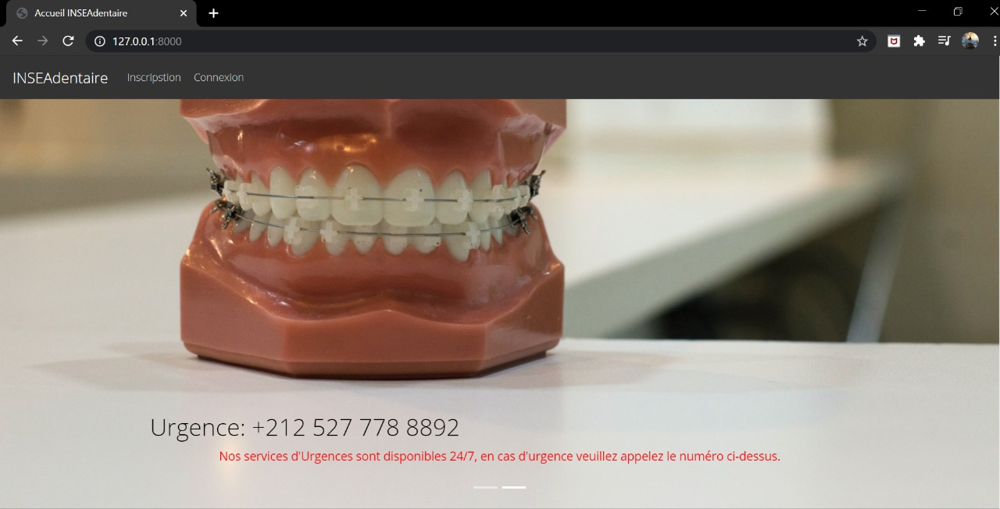 Accueil INSEAdentaire
127.0.0.1:8000
INSEAdentaire Inscripstion Connexion
Urgence: +212 527 778 8892
Nos services d'Urgences sont disponibles 24/7, en cas d'urgence veuillez appelez le numéro ci-dessus.